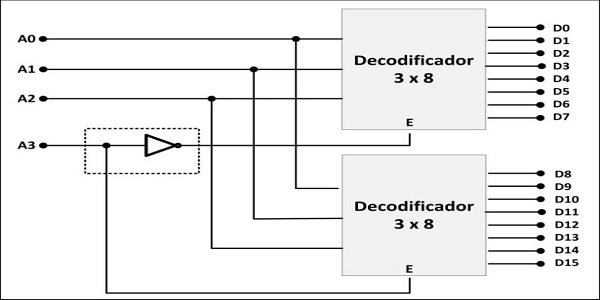 A0
A1
A2
A3
Decodificador
3 x 8
E
D0
D1
D2
D3
D4
D5
D6
D7
Decodificador
3 x 8
E
D8
D9
D10
D11
D12
D13
D14
D15